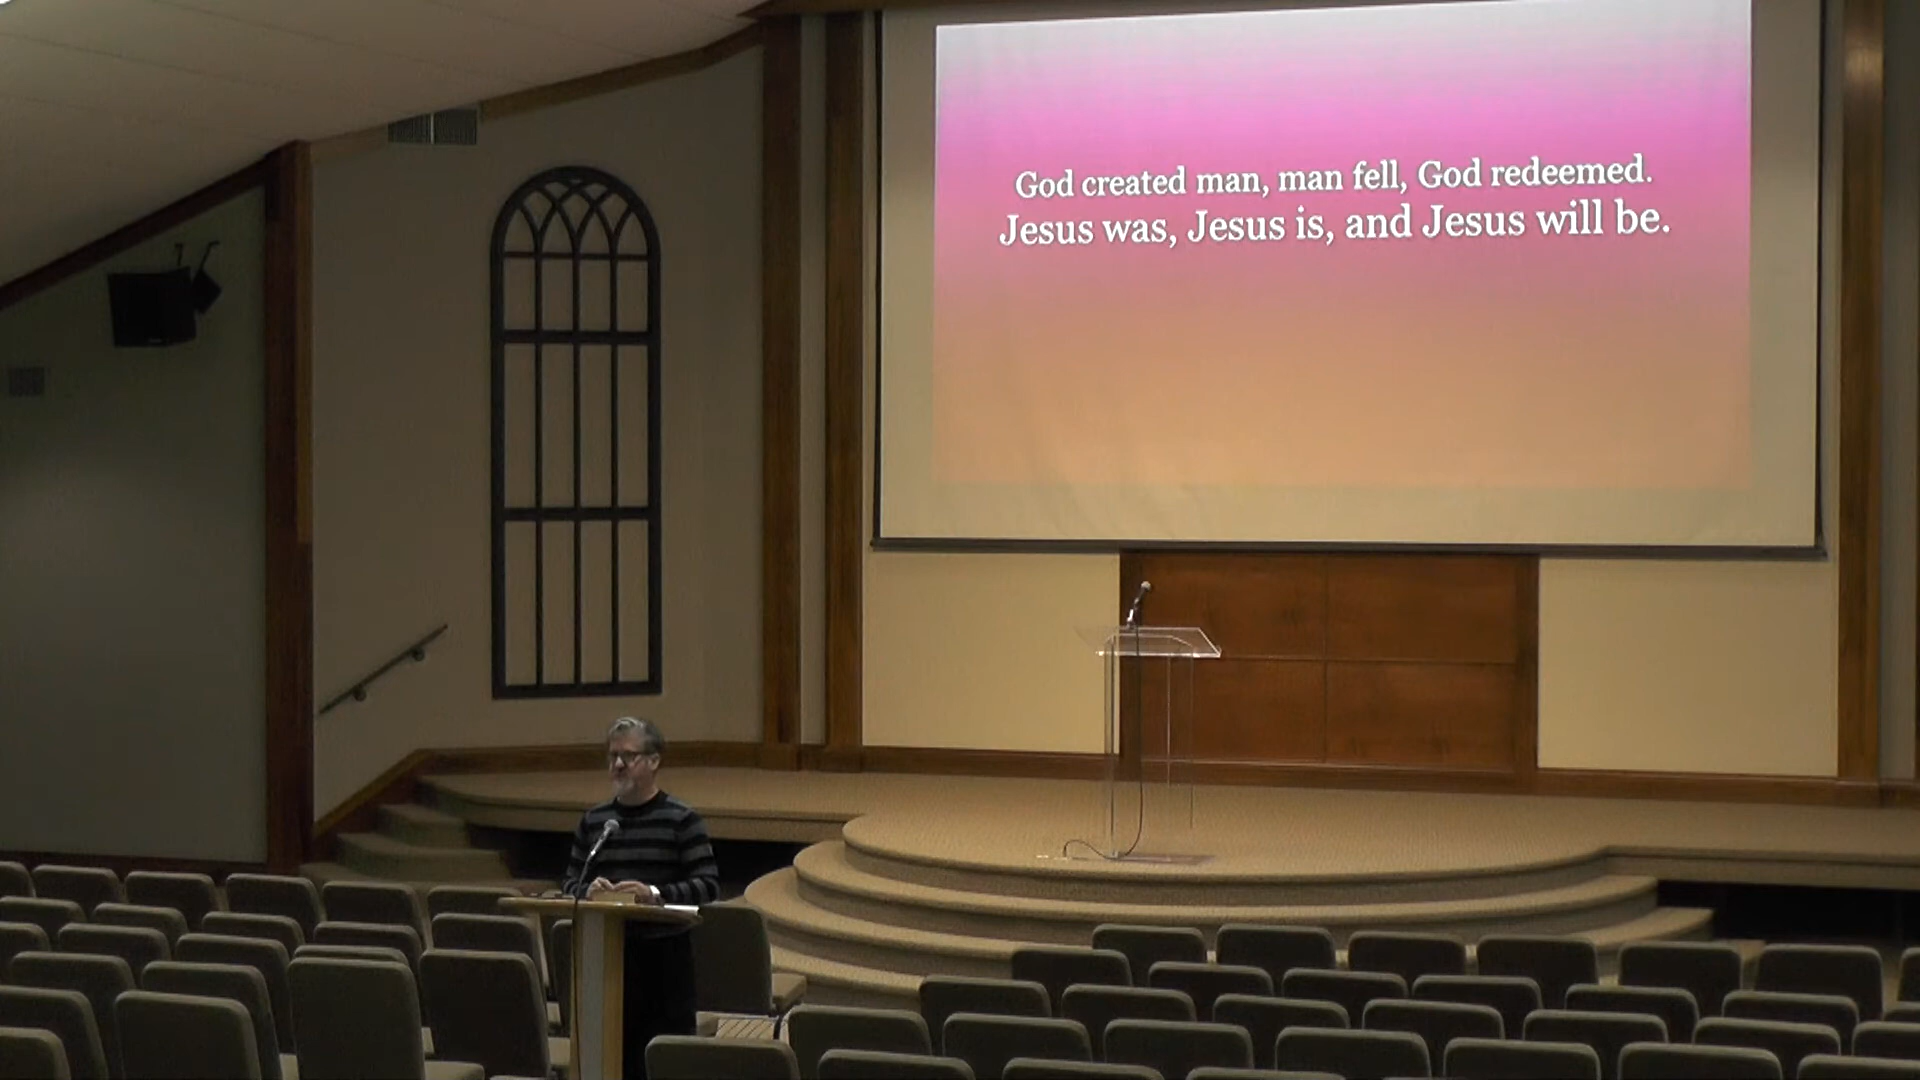 God created man, man fell, God redeemed.
Jesus was, Jesus is, and Jesus will be.